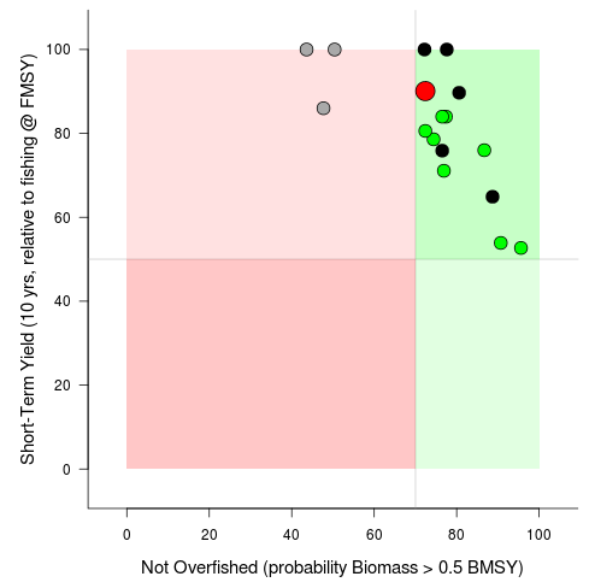 Short-Term Yield (10 yrs, relative to fishing @ FMSY)
100
80
60
40
20
0
0 20 40 60 80 100
Not Overfished (probability Biomass > 0.5 BMSY)